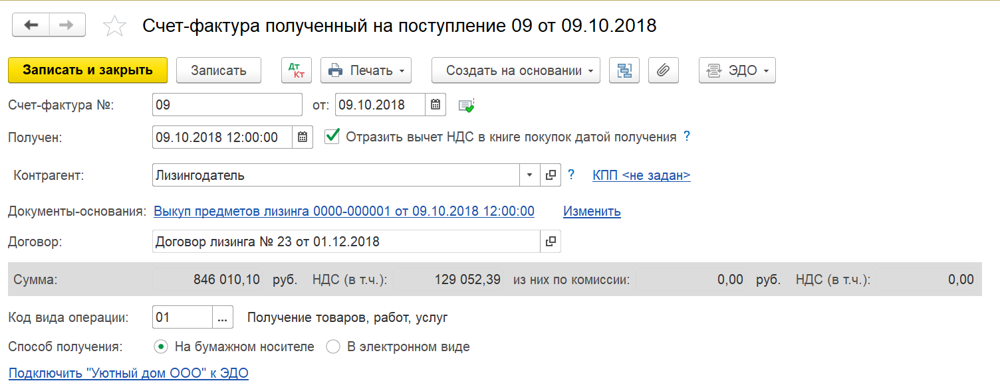 Счет-фактура полученный на поступление 09 от 09.10.2018
Записать и закрыть Записать Дт Кт Печать Создать на основании ЭДО
Счет-фактура №: 09 от: 09.10.2018
Получен: 09.10.2018 12:00:00 Отразить вычет НДС в книге покупок датой получения ?
Контрагент: Лизингодатель ? КПП <не задан>
Документы-основания: Выкуп предметов лизинга 0000-000001 от 09.10.2018 12:00:00 Изменить
Договор: Договор лизинга № 23 от 01.12.2018
Сумма: 846 010,10 руб. НДС (в т.ч.): 129 052,39 из них по комиссии: 0,00 руб. НДС (в т.ч.): 0,00
Код вида операции: 01 ... Получение товаров, работ, услуг
Способ получения: На бумажном носителе В электронном виде
Подключить "Уютный дом ООО" к ЭДО